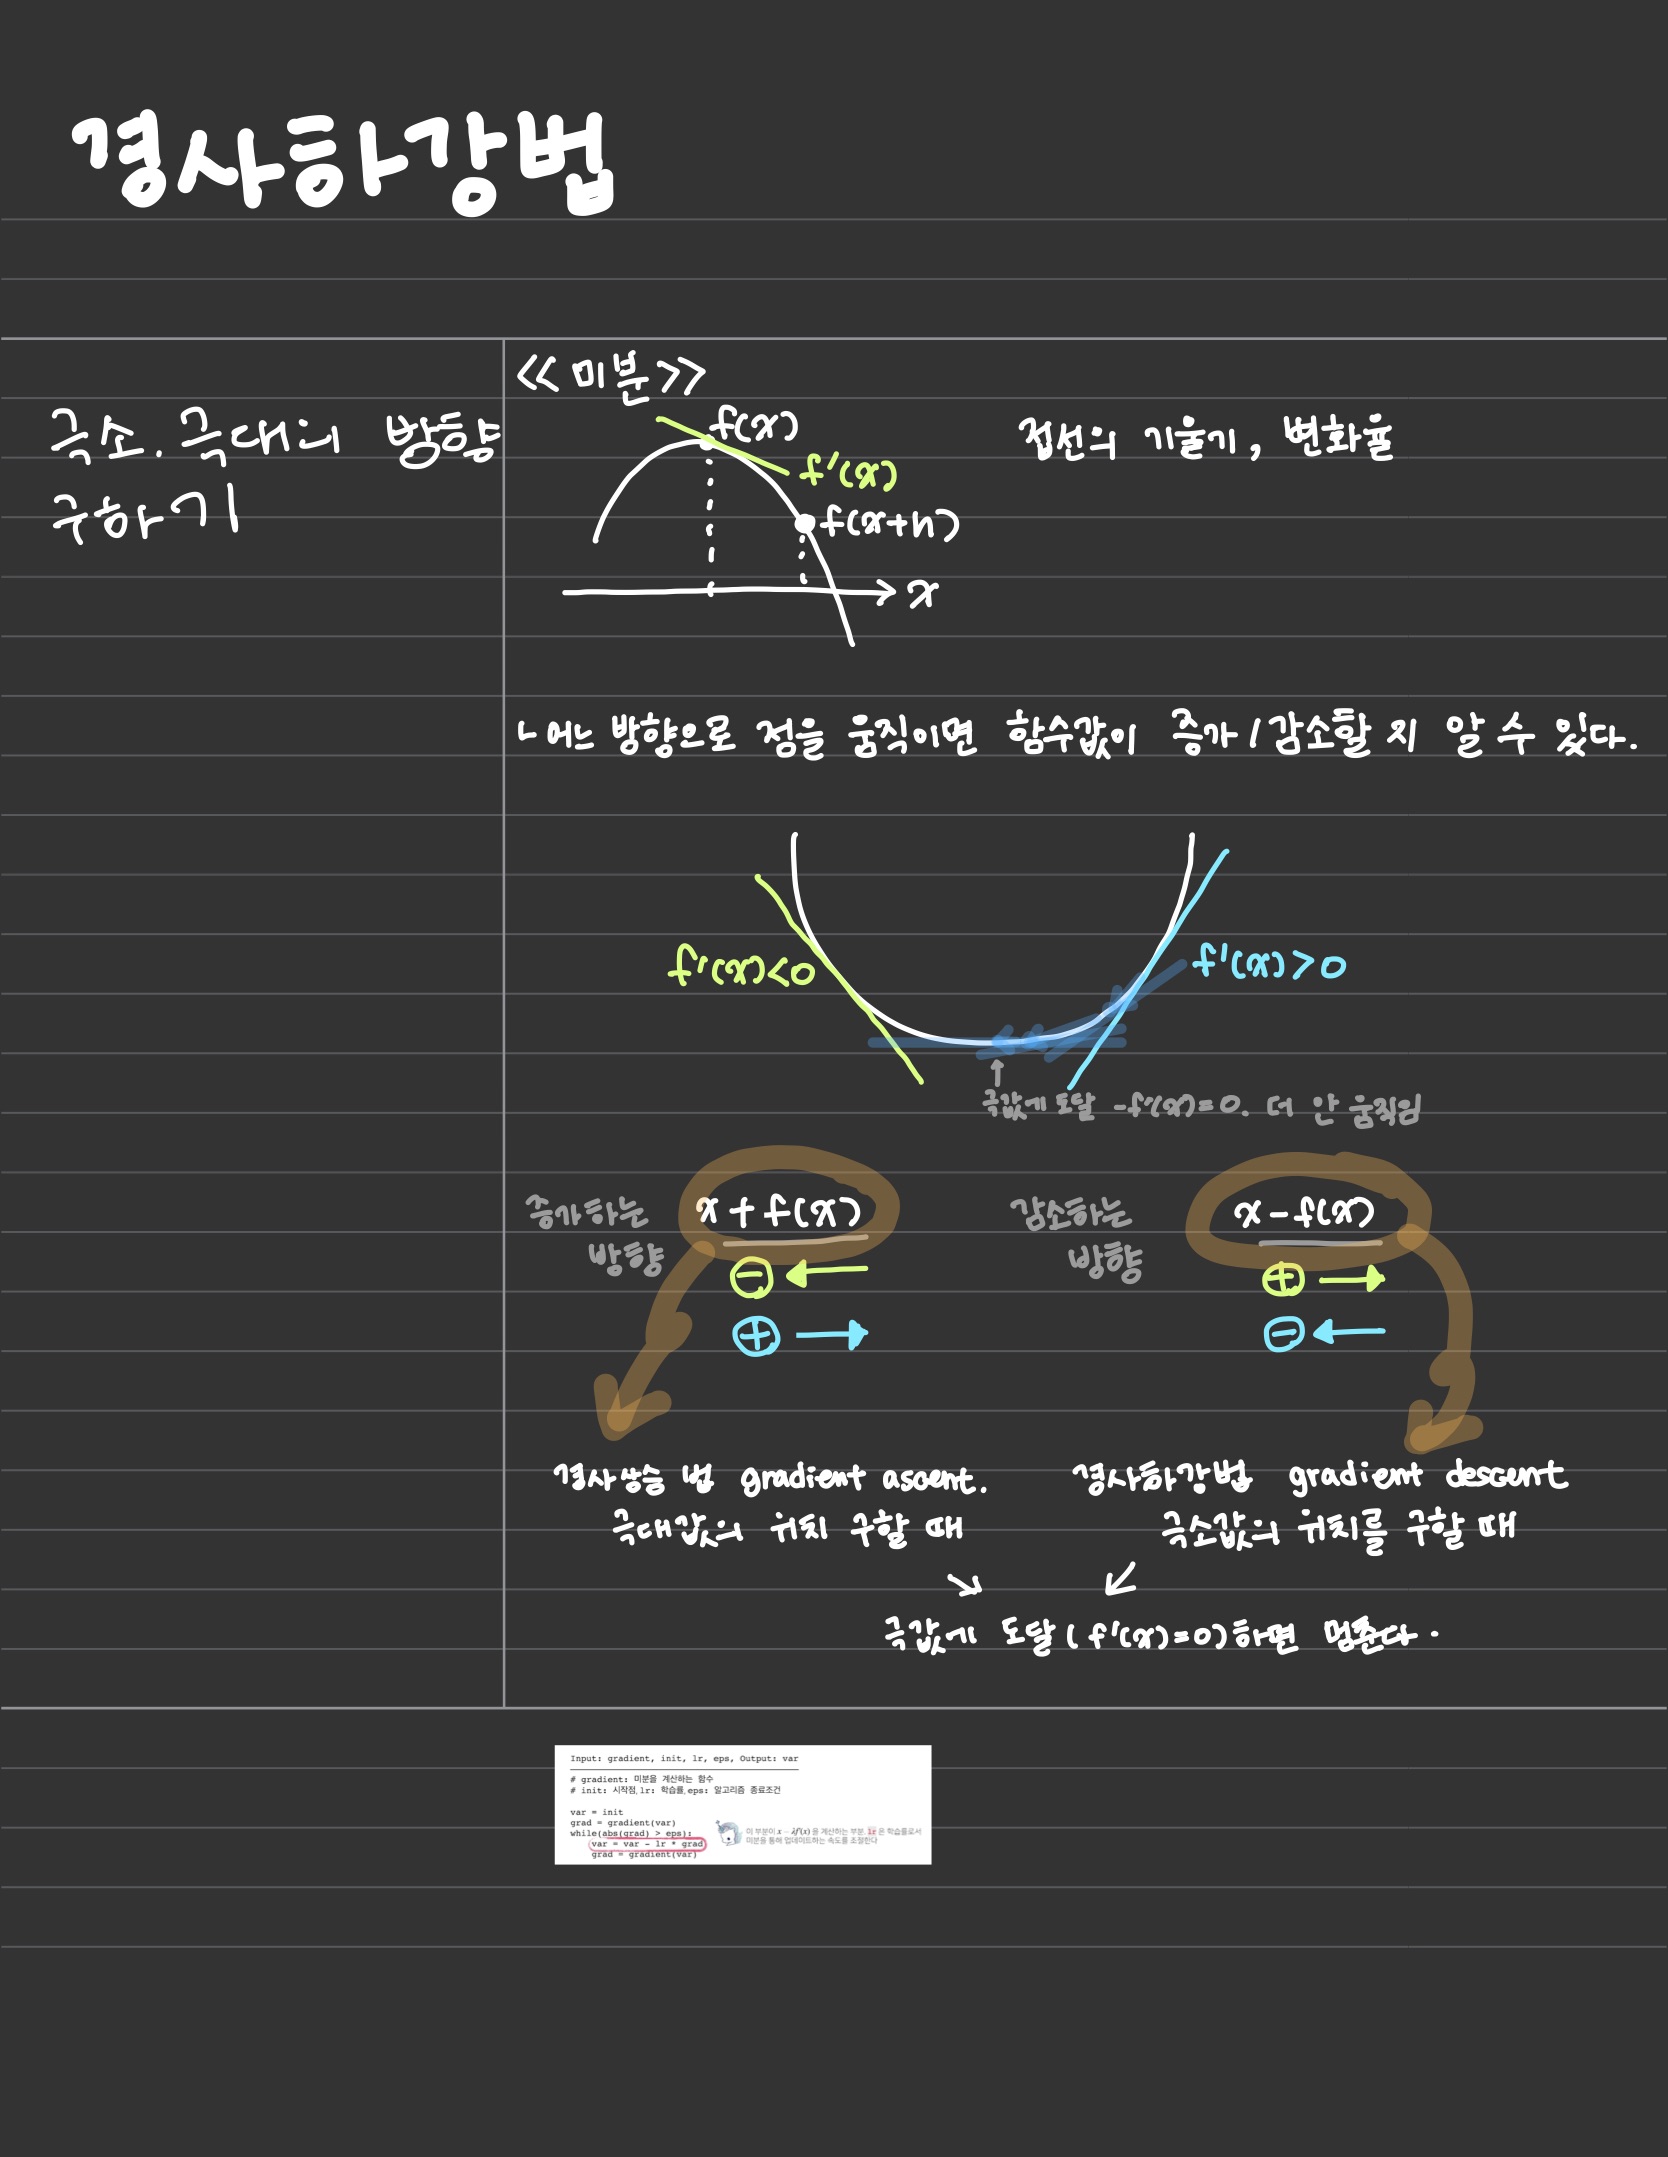 경사하강법
극소.극대의 방향
구하기
<<미분>>
f(x)
f'(x)
f(x+h)
x
접선의 기울기, 변화율
ㄴ어느 방향으로 점을 움직이면 함수값이 증가/감소할 지 알 수 있다.
f'(x)<0
f'(x)>0
↑
극값에 도달 -f'(x)=0. 더 안 움직임
증가하는
방향
x+f(x)
⊖ ←
⊕ →
감소하는
방향
x-f(x)
⊕ →
⊖ ←
경사상승법 gradient ascent.
극대값의 위치 구할 때
경사하강법 gradient descent
극소값의 위치를 구할 때
↘ ↙
극값에 도달(f'(x)=0)하면 멈춘다.
Input: gradient, init, lr, eps, Output: var
# gradient: 미분을 계산하는 함수
# init: 시작점, lr: 학습률, eps: 알고리즘 종료조건
var = init
grad = gradient(var)
while(abs(grad) > eps):
var = var - lr * grad
grad = gradient(var)
이 부분이 x - λf'(x) 을 계산하는 부분. lr 은 학습률로서
미분을 통해 업데이트하는 속도를 조절한다